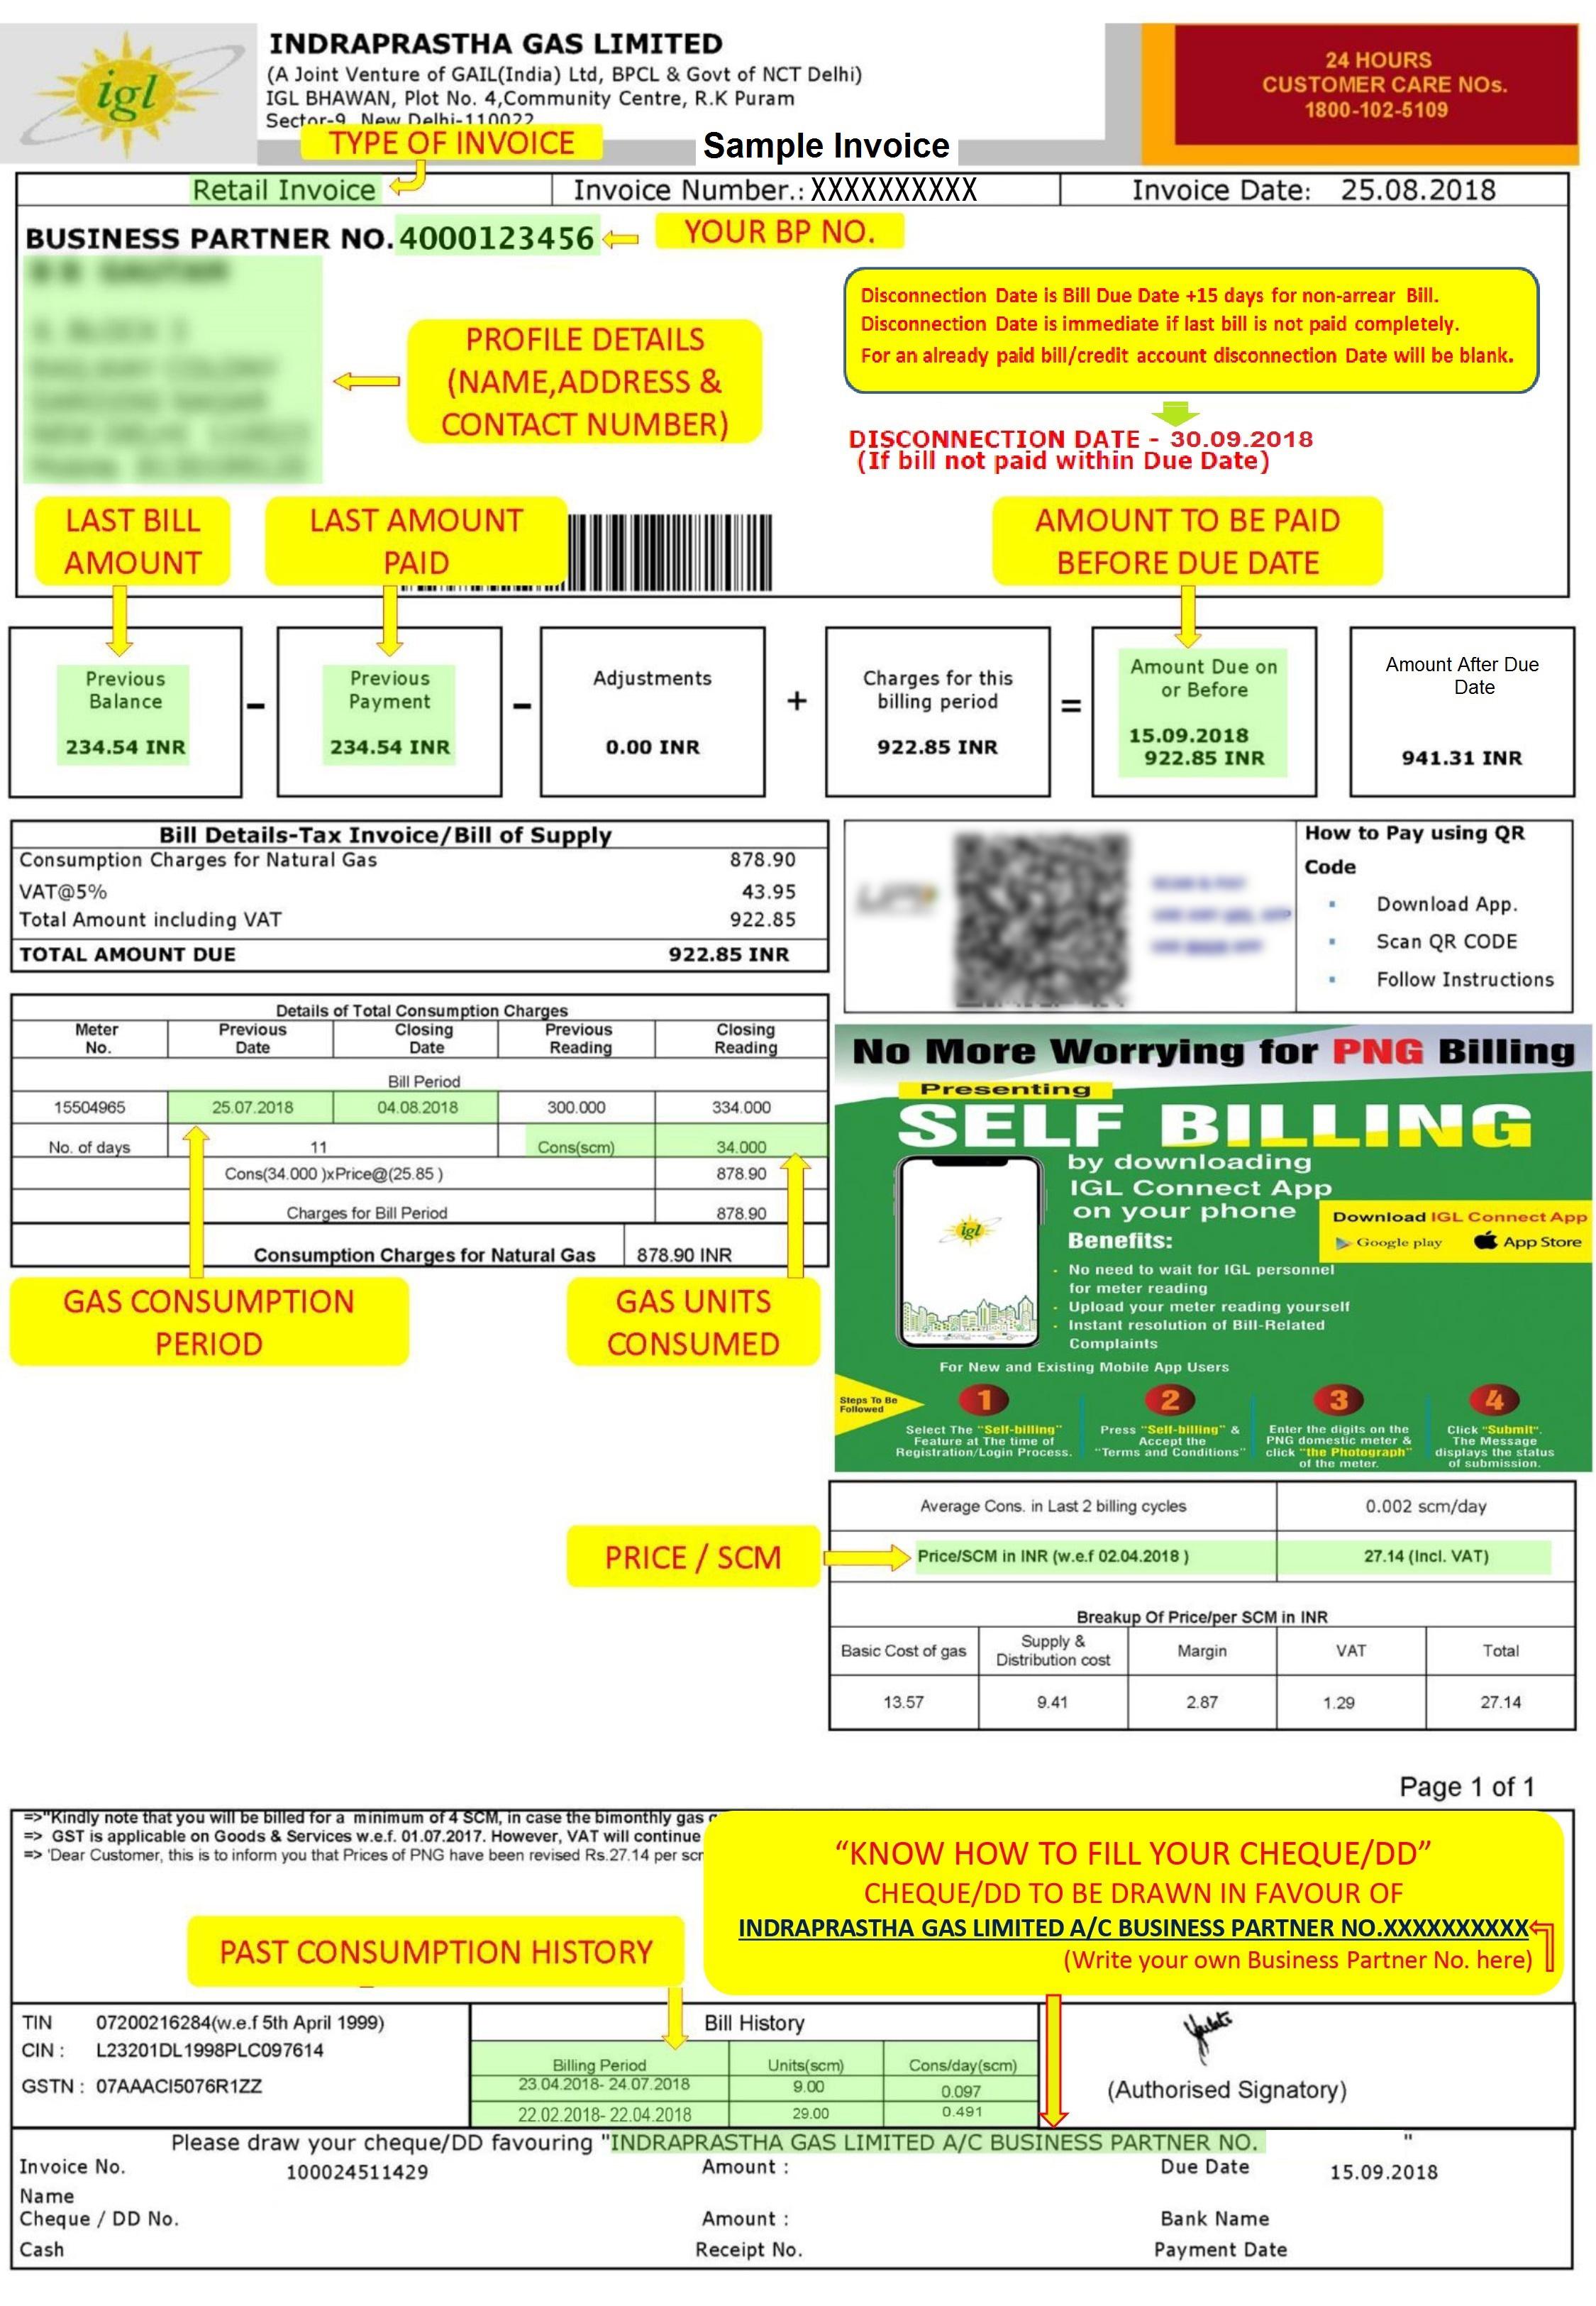 igl
INDRAPRASTHA GAS LIMITED
(A Joint Venture of GAIL(India) Ltd, BPCL & Govt of NCT Delhi)
IGL BHAWAN, Plot No. 4,Community Centre, R.K Puram
Sector-9, New Delhi-110022
24 HOURS
CUSTOMER CARE NOs.
1800-102-5109
TYPE OF INVOICE
Sample Invoice
Retail Invoice
Invoice Number.: XXXXXXXXXX
Invoice Date: 25.08.2018
BUSINESS PARTNER NO. 4000123456
YOUR BP NO.
PROFILE DETAILS
(NAME,ADDRESS &
CONTACT NUMBER)
Disconnection Date is Bill Due Date +15 days for non-arrear Bill.
Disconnection Date is immediate if last bill is not paid completely.
For an already paid bill/credit account disconnection Date will be blank.
DISCONNECTION DATE - 30.09.2018
(If bill not paid within Due Date)
LAST BILL
AMOUNT
LAST AMOUNT
PAID
AMOUNT TO BE PAID
BEFORE DUE DATE
Previous
Balance
234.54 INR
-
Previous
Payment
234.54 INR
-
Adjustments
0.00 INR
+
Charges for this
billing period
922.85 INR
=
Amount Due on
or Before
15.09.2018
922.85 INR
Amount After Due
Date
941.31 INR
Bill Details-Tax Invoice/Bill of Supply
Consumption Charges for Natural Gas 878.90
VAT@5% 43.95
Total Amount including VAT 922.85
TOTAL AMOUNT DUE 922.85 INR
How to Pay using QR
Code
▪ Download App.
▪ Scan QR CODE
▪ Follow Instructions
Details of Total Consumption Charges
Meter No. Previous Date Closing Date Previous Reading Closing Reading
Bill Period
15504965 25.07.2018 04.08.2018 300.000 334.000
No. of days 11 Cons(scm) 34.000
Cons(34.000 )xPrice@(25.85 ) 878.90
Charges for Bill Period 878.90
Consumption Charges for Natural Gas 878.90 INR
GAS CONSUMPTION
PERIOD
GAS UNITS
CONSUMED
No More Worrying for PNG Billing
Presenting
SELF BILLING
by downloading
IGL Connect App
on your phone
igl
Download IGL Connect App
Google play App Store
Benefits:
- No need to wait for IGL personnel
for meter reading
- Upload your meter reading yourself
- Instant resolution of Bill-Related
Complaints
For New and Existing Mobile App Users
Steps To Be
Followed
1
Select The "Self-billing"
Feature at The time of
Registration/Login Process.
2
Press "Self-billing" &
Accept the
"Terms and Conditions"
3
Enter the digits on the
PNG domestic meter &
click "the Photograph"
of the meter.
4
Click "Submit".
The Message
displays the status
of submission.
PRICE / SCM
Average Cons. in Last 2 billing cycles 0.002 scm/day
Price/SCM in INR (w.e.f 02.04.2018 ) 27.14 (Incl. VAT)
Breakup Of Price/per SCM in INR
Basic Cost of gas Supply & Distribution cost Margin VAT Total
13.57 9.41 2.87 1.29 27.14
Page 1 of 1
=>"Kindly note that you will be billed for a minimum of 4 SCM, in case the bimonthly gas
=> GST is applicable on Goods & Services w.e.f. 01.07.2017. However, VAT will continue
=> 'Dear Customer, this is to inform you that Prices of PNG have been revised Rs.27.14 per scr
"KNOW HOW TO FILL YOUR CHEQUE/DD"
CHEQUE/DD TO BE DRAWN IN FAVOUR OF
INDRAPRASTHA GAS LIMITED A/C BUSINESS PARTNER NO.XXXXXXXXXX
(Write your own Business Partner No. here)
PAST CONSUMPTION HISTORY
TIN 07200216284(w.e.f 5th April 1999)
CIN : L23201DL1998PLC097614
GSTN : 07AAACI5076R1ZZ
Bill History
Billing Period Units(scm) Cons/day(scm)
23.04.2018- 24.07.2018 9.00 0.097
22.02.2018- 22.04.2018 29.00 0.491
(Authorised Signatory)
Please draw your cheque/DD favouring "INDRAPRASTHA GAS LIMITED A/C BUSINESS PARTNER NO. "
Invoice No. 100024511429 Amount : Due Date 15.09.2018
Name
Cheque / DD No. Amount : Bank Name
Cash Receipt No. Payment Date